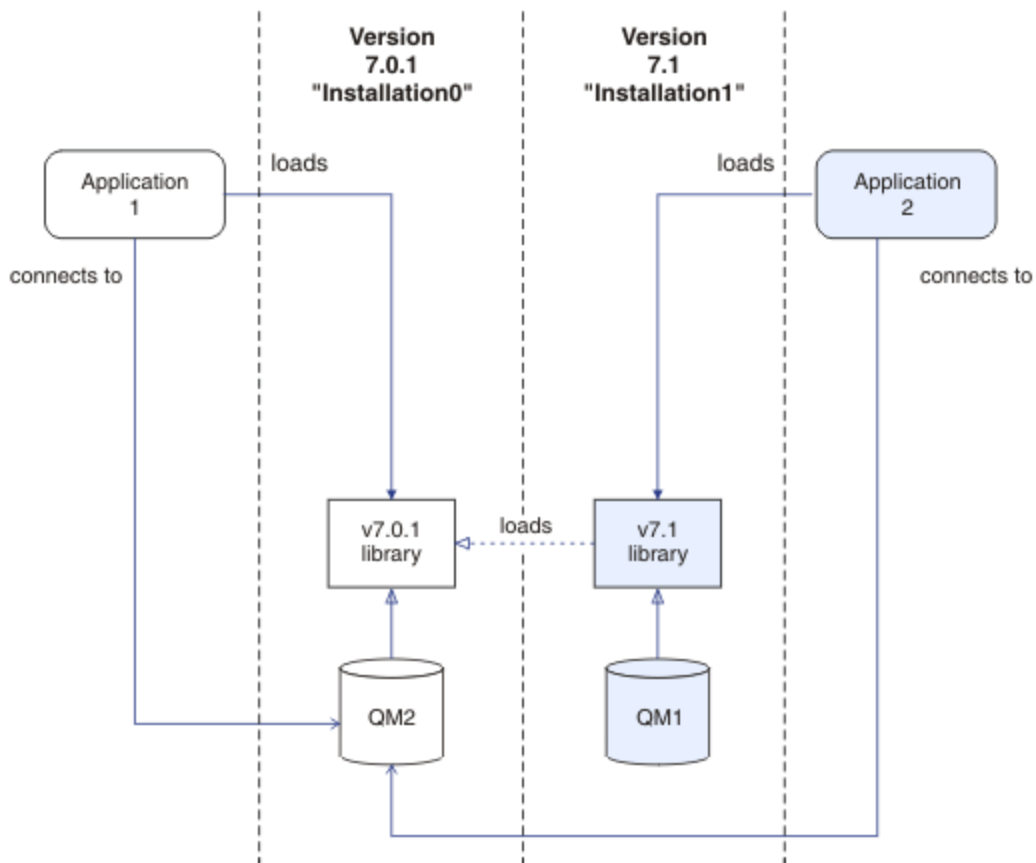 Version
7.0.1
"Installation0"
Version
7.1
"Installation1"
loads
loads
Application
1
Application
2
connects to
connects to
v7.0.1
library
loads
v7.1
library
QM2
QM1